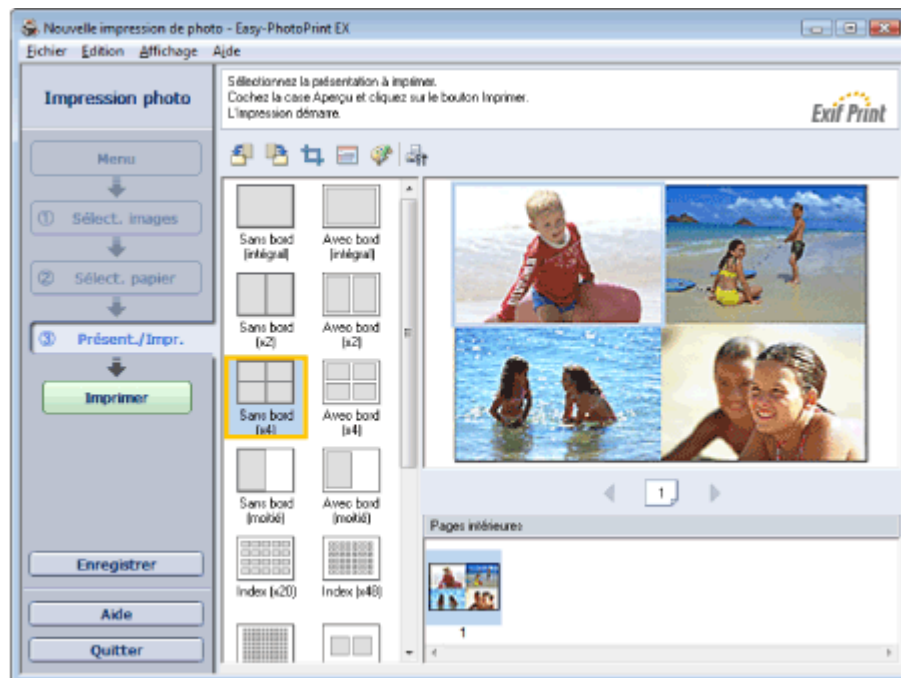 Nouvelle impression de photo - Easy-PhotoPrint EX
Fichier Edition Affichage Aide
Impression photo
Sélectionnez la présentation à imprimer.
Cochez la case Aperçu et cliquez sur le bouton Imprimer.
L'impression démarre.
Exif Print
Menu
① Sélect. images
② Sélect. papier
③ Présent./Impr.
Imprimer
Enregistrer
Aide
Quitter
Sans bord
(intégral)
Avec bord
(intégral)
Sans bord
(x2)
Avec bord
(x2)
Sans bord
(x4)
Avec bord
(x4)
Sans bord
(moitié)
Avec bord
(moitié)
Index (x20)
Index (x48)
1
Pages intérieures
1